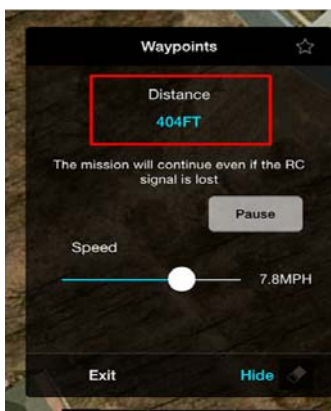 Waypoints
Distance
404FT
The mission will continue even if the RC
signal is lost
Pause
Speed
7.8MPH
Exit
Hide